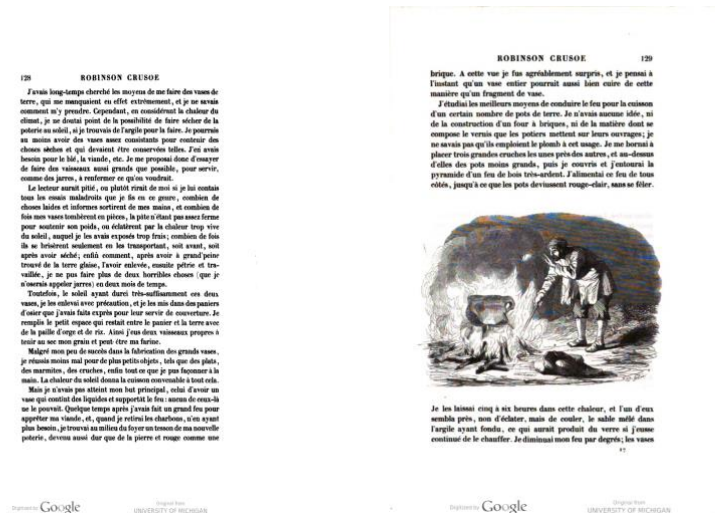 128 ROBINSON CRUSOE
J'avais long-temps cherché les moyens de me faire des vases de
terre, qui me manquaient en effet extrêmement, et je ne savais
comment m'y prendre. Cependant, en considérant la chaleur du
climat, je ne doutai point de la possibilité de faire sécher de la
poterie au soleil, si je trouvais de l'argile pour la faire. Je pourrais
au moins avoir des vases assez consistants pour contenir des
choses sèches et qui devaient être conservées telles. J'en avais
besoin pour le blé, la viande, etc. Je me proposai donc d'essayer
de faire des vaisseaux aussi grands que possible, pour servir,
comme des jarres, à renfermer ce qu'on voudrait.
Le lecteur aurait pitié, ou plutôt rirait de moi si je lui contais
tous les essais maladroits que je fis en ce genre, combien de
choses laides et informes sortirent de mes mains, et combien de
fois mes vases tombèrent en pièces, la pâte n'étant pas assez ferme
pour soutenir son poids, ou éclatèrent par la chaleur trop vive
du soleil, auquel je les avais exposés trop frais; combien de fois
ils se brisèrent seulement en les transportant, soit avant, soit
après avoir séché; enfin comment, après avoir à grand'peine
trouvé de la terre glaise, l'avoir enlevée, ensuite pétrie et tra-
vaillée, je ne pus faire plus de deux horribles choses (que je
n'oserais appeler jarres) en deux mois de temps.
Toutefois, le soleil ayant durci très-suffisamment ces deux
vases, je les enlevai avec précaution, et je les mis dans des paniers
d'osier que j'avais faits exprès pour leur servir de couverture. Je
remplis le petit espace qui restait entre le panier et la terre avec
de la paille d'orge et de riz. Ainsi j'eus deux vaisseaux propres à
tenir au sec mon grain et peut-être ma farine.
Malgré mon peu de succès dans la fabrication des grands vases,
je réussis moins mal pour de plus petits objets, tels que des plats,
des marmites, des cruches, enfin tout ce que je pus façonner à la
main. La chaleur du soleil donna la cuisson convenable à tout cela.
Mais je n'avais pas atteint mon but principal, celui d'avoir un
vase qui contint des liquides et supportât le feu: aucun de ceux-là
ne le pouvait. Quelque temps après j'avais fait un grand feu pour
apprêter ma viande, et, quand je retirai les charbons, n'en ayant
plus besoin, je trouvai au milieu du foyer un tesson de ma nouvelle
poterie, devenu aussi dur que de la pierre et rouge comme une
Digitized by Google
Original from
UNIVERSITY OF MICHIGAN
ROBINSON CRUSOE 129
brique. A cette vue je fus agréablement surpris, et je pensai à
l'instant qu'un vase entier pourrait aussi bien cuire de cette
manière qu'un fragment de vase.
J'étudiai les meilleurs moyens de conduire le feu pour la cuisson
d'un certain nombre de pots de terre. Je n'avais aucune idée, ni
de la construction d'un four à briques, ni de la matière dont se
compose le vernis que les potiers mettent sur leurs ouvrages; je
ne savais pas qu'ils emploient le plomb à cet usage. Je me bornai à
placer trois grandes cruches les unes près des autres, et au-dessus
d'elles des pots moins grands, puis je couvris et j'entourai la
pyramide d'un feu de bois très-ardent. J'alimentai ce feu de tous
côtés, jusqu'à ce que les pots devinssent rouge-clair, sans se fêler.
Je les laissai cinq à six heures dans cette chaleur, et l'un d'eux
sembla près, non d'éclater, mais de couler, le sable mêlé dans
l'argile ayant fondu, ce qui aurait produit du verre si j'eusse
continué de le chauffer. Je diminuai mon feu par degrés; les vases
Digitized by Google
Original from
UNIVERSITY OF MICHIGAN